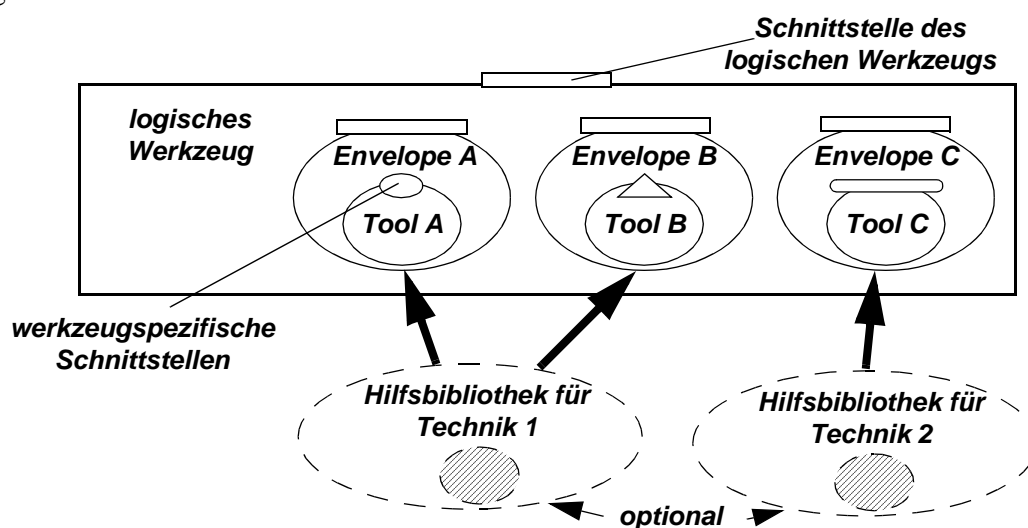 Schnittstelle des
logischen Werkzeugs
logisches
Werkzeug
Envelope A
Envelope B
Envelope C
Tool A
Tool B
Tool C
werkzeugspezifische
Schnittstellen
Hilfsbibliothek für
Technik 1
Hilfsbibliothek für
Technik 2
optional